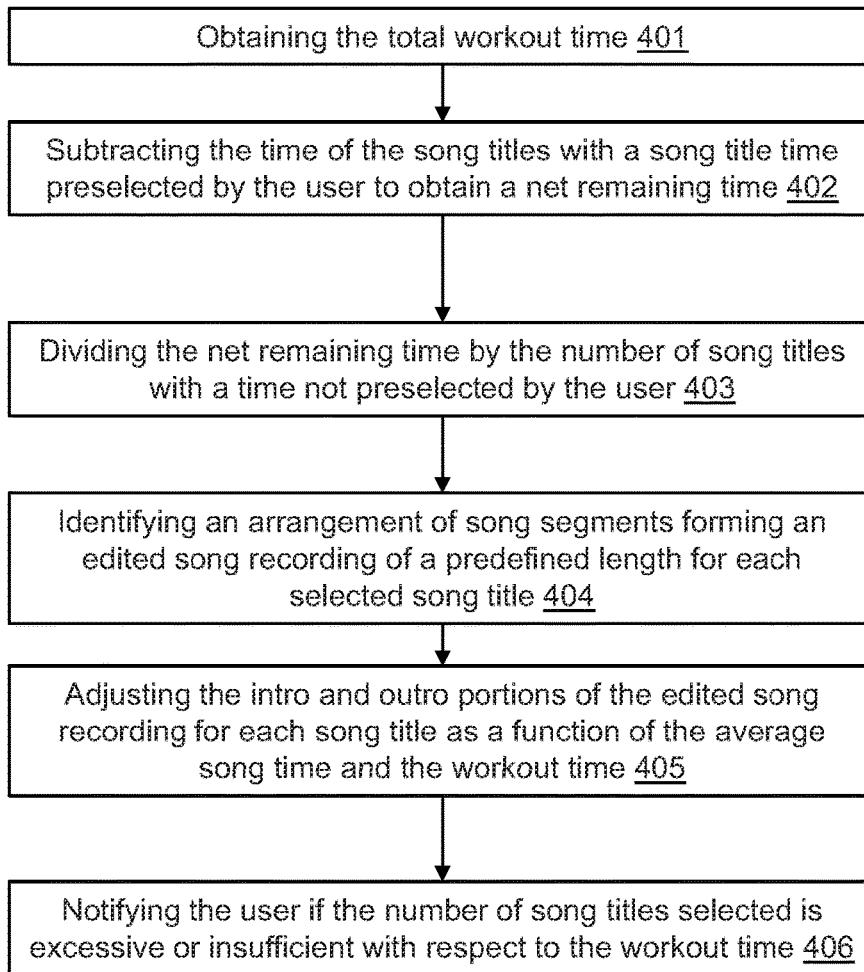 Obtaining the total workout time 401
Subtracting the time of the song titles with a song title time
preselected by the user to obtain a net remaining time 402
Dividing the net remaining time by the number of song titles
with a time not preselected by the user 403
Identifying an arrangement of song segments forming an
edited song recording of a predefined length for each
selected song title 404
Adjusting the intro and outro portions of the edited song
recording for each song title as a function of the average
song time and the workout time 405
Notifying the user if the number of song titles selected is
excessive or insufficient with respect to the workout time 406